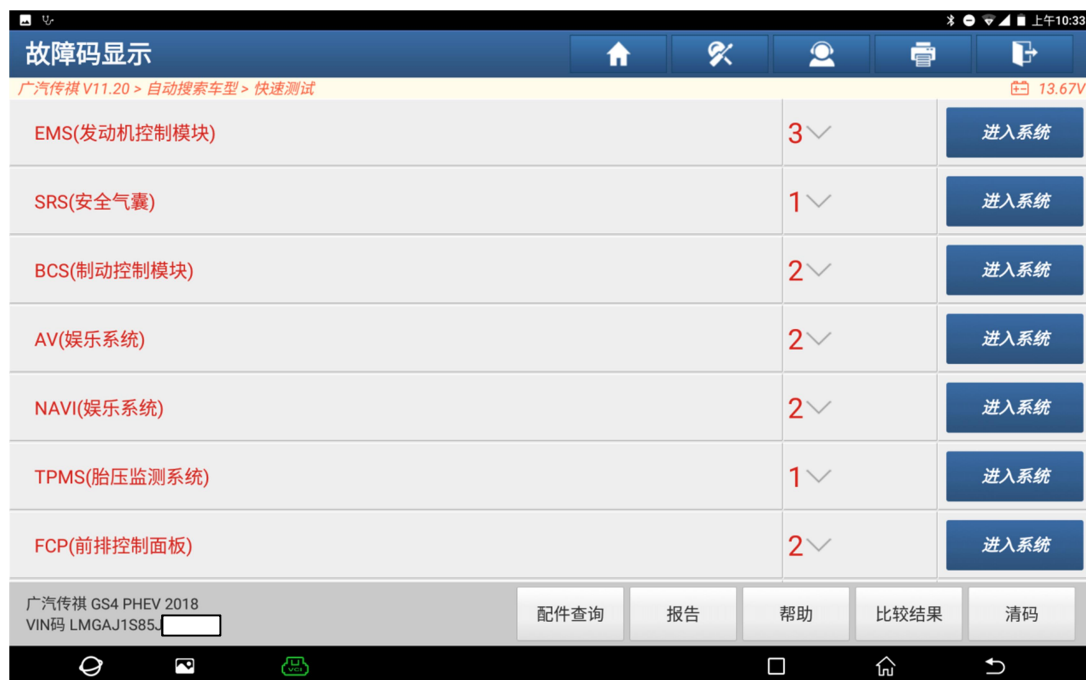 上午10:33
故障码显示
广汽传祺 V11.20 > 自动搜索车型 > 快速测试 13.67V
EMS(发动机控制模块) 3 进入系统
SRS(安全气囊) 1 进入系统
BCS(制动控制模块) 2 进入系统
AV(娱乐系统) 2 进入系统
NAVI(娱乐系统) 2 进入系统
TPMS(胎压监测系统) 1 进入系统
FCP(前排控制面板) 2 进入系统
广汽传祺 GS4 PHEV 2018
VIN码 LMGAJ1S85J
配件查询 报告 帮助 比较结果 清码
VCI